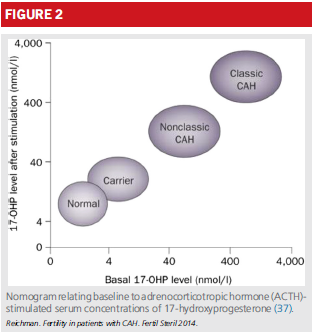 FIGURE 2
4,000
400
40
4
0
17-OHP level after stimulation (nmol/l)
Classic
CAH
Nonclassic
CAH
Carrier
Normal
0 4 40 400 4,000
Basal 17-OHP level (nmol/l)
Nomogram relating baseline to adrenocorticotropic hormone (ACTH)-
stimulated serum concentrations of 17-hydroxyprogesterone (37).
Reichman. Fertility in patients with CAH. Fertil Steril 2014.